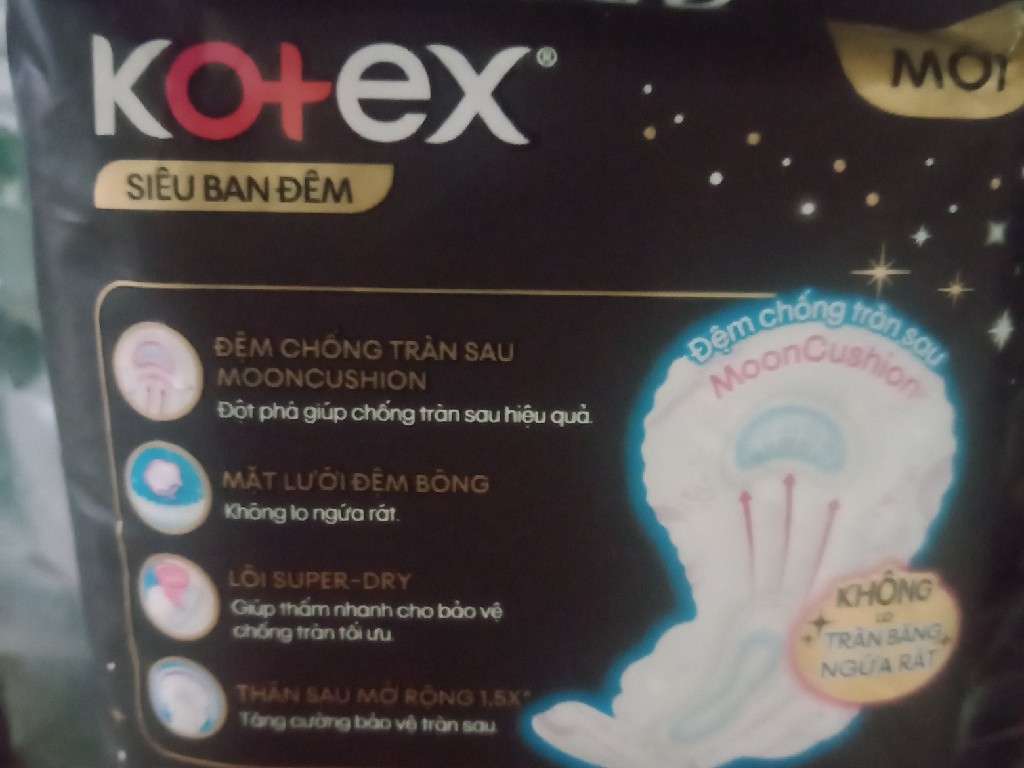 Kotex®
MỚI
SIÊU BAN ĐÊM
ĐỆM CHỐNG TRÀN SAU
MOONCUSHION
Đột phá giúp chống tràn sau hiệu quả.
MẶT LƯỚI ĐỆM BÔNG
Không lo ngứa rát.
LÕI SUPER-DRY
Giúp thấm nhanh cho bảo vệ
chống tràn tối ưu.
THÂN SAU MỞ RỘNG 1,5X*
Tăng cường bảo vệ tràn sau.
Đệm chống tràn sau
MoonCushion
KHÔNG
LO
TRÀN BĂNG,
NGỨA RÁT